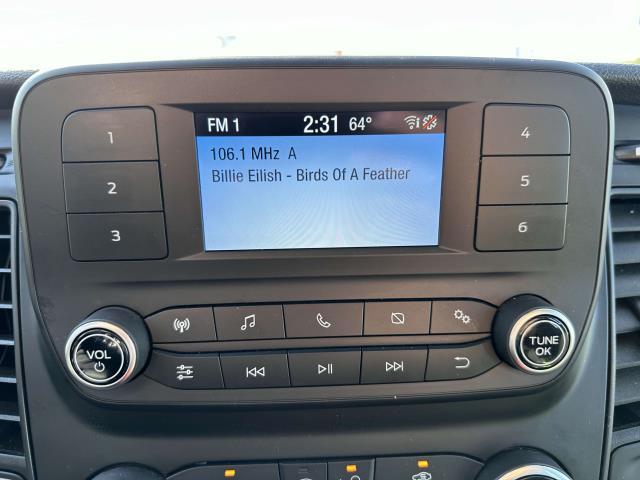 FM 1 2:31 64°
106.1 MHz A
Billie Eilish - Birds Of A Feather
1
2
3
4
5
6
VOL
TUNE
OK